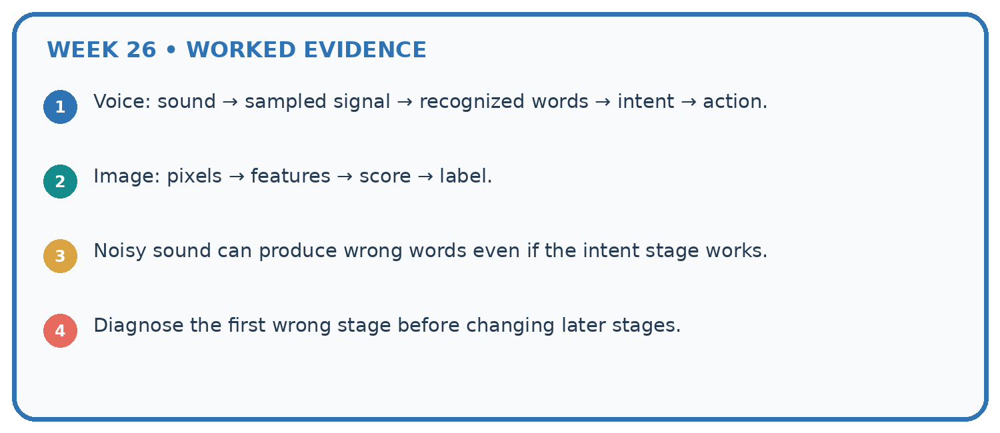 WEEK 26 • WORKED EVIDENCE
1 Voice: sound → sampled signal → recognized words → intent → action.
2 Image: pixels → features → score → label.
3 Noisy sound can produce wrong words even if the intent stage works.
4 Diagnose the first wrong stage before changing later stages.